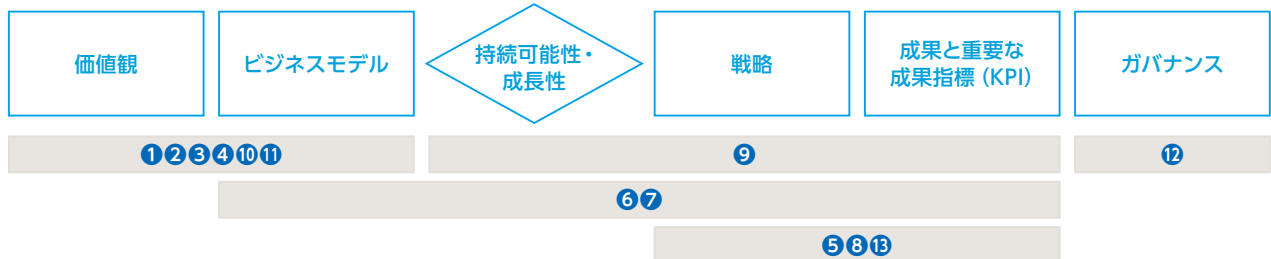 価値観
ビジネスモデル
持続可能性・
成長性
戦略
成果と重要な
成果指標（KPI）
ガバナンス
❶❷❸❹❿⓫
❾
⓬
❻❼
❺❽⓭